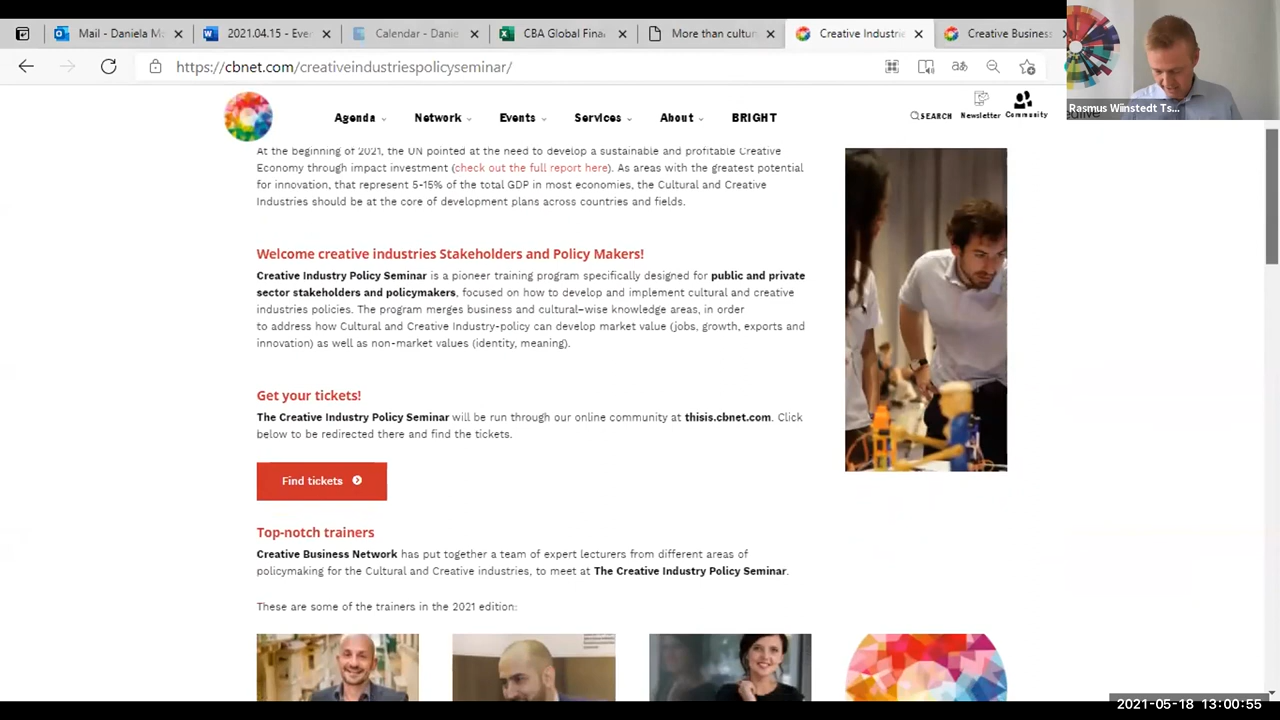 Mail: Daniela M
2021.04.15 - Eve
Calendar - Danie
CBA Global Fina
More than cultu
Creative Industrie
Creative Business
https://cbnet.com/creativeindustriespolicyseminar/
Rasmus Wiinstedt Ts...
Agenda
Network
Events
Services
About
BRIGHT
SEARCH
Newsletter
Community
At the beginning of 2021, the UN pointed at the need to develop a sustainable and profitable Creative
Economy through impact investment (check out the full report here). As areas with the greatest potential
for innovation, that represent 5-15% of the total GDP in most economies, the Cultural and Creative
Industries should be at the core of development plans across countries and fields.
Welcome creative industries Stakeholders and Policy Makers!
Creative Industry Policy Seminar is a pioneer training program specifically designed for public and private
sector stakeholders and policymakers, focused on how to develop and implement cultural and creative
industries policies. The program merges business and cultural–wise knowledge areas, in order
to address how Cultural and Creative Industry-policy can develop market value (jobs, growth, exports and
innovation) as well as non-market values (identity, meaning).
Get your tickets!
The Creative Industry Policy Seminar will be run through our online community at thisis.cbnet.com. Click
below to be redirected there and find the tickets.
Find tickets
Top-notch trainers
Creative Business Network has put together a team of expert lecturers from different areas of
policymaking for the Cultural and Creative industries, to meet at The Creative Industry Policy Seminar.
These are some of the trainers in the 2021 edition:
2021-05-18 13:00:55